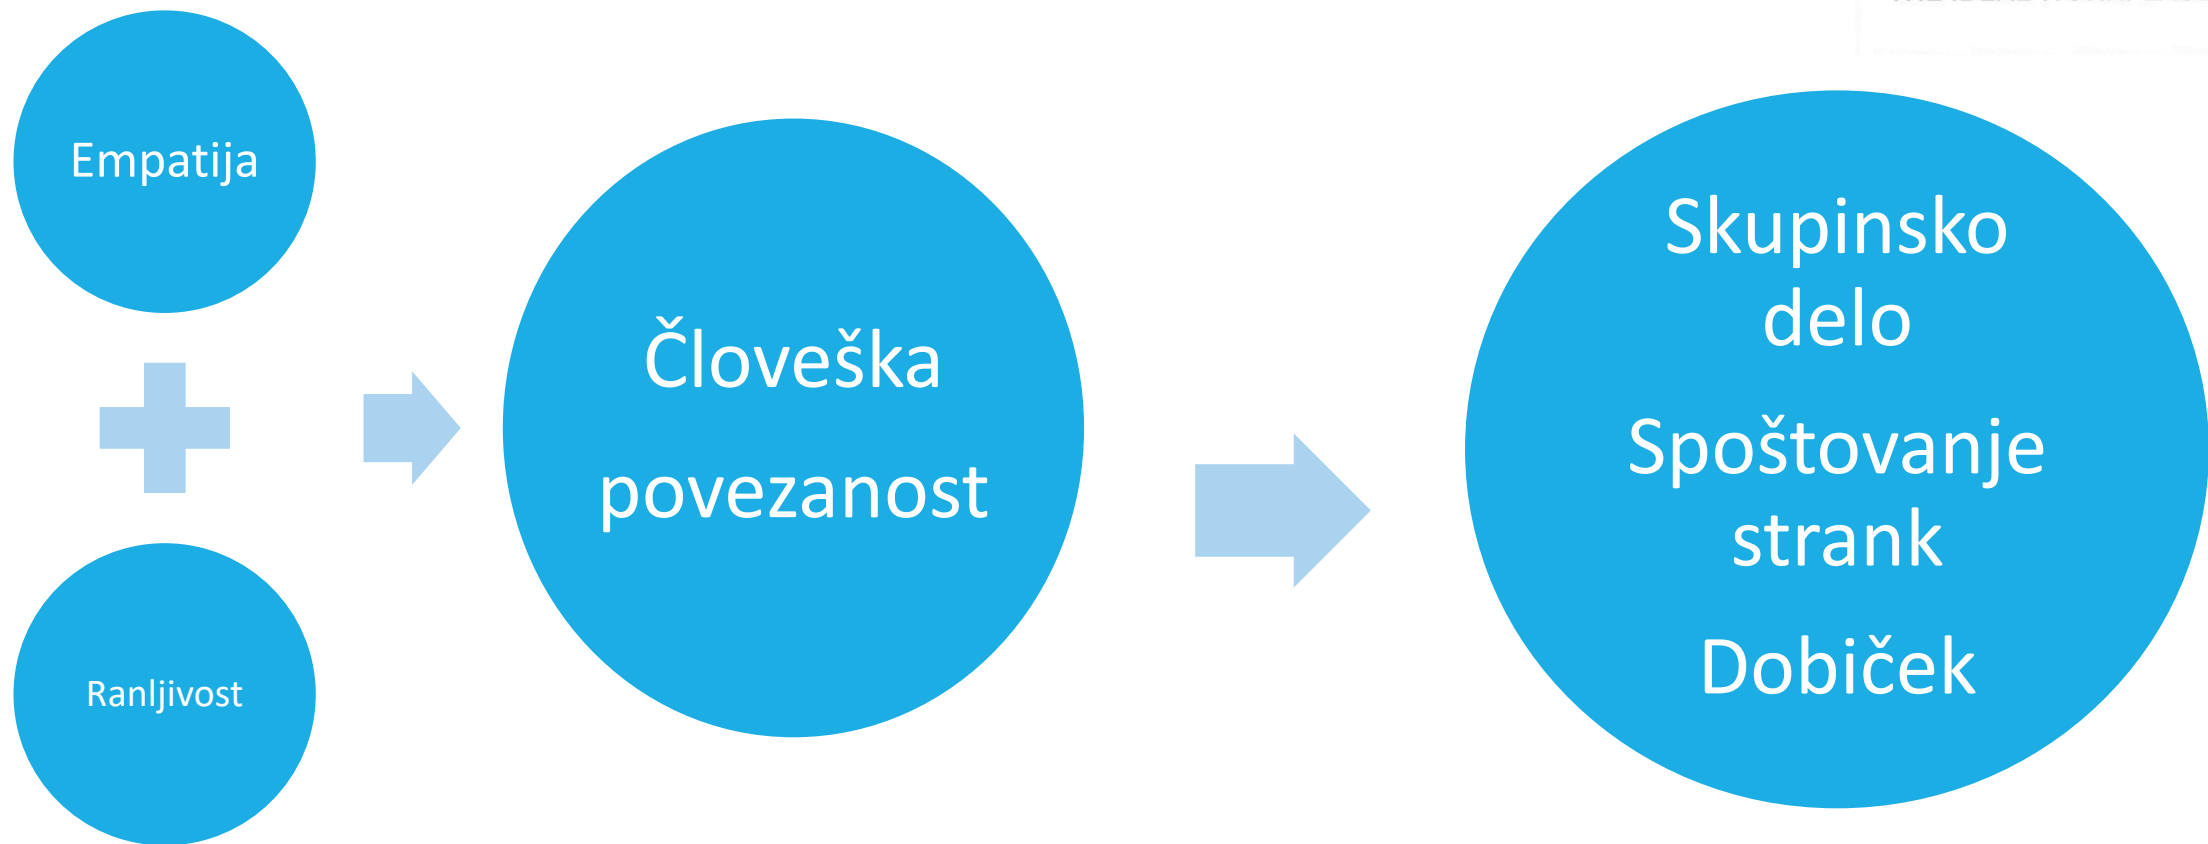 Empatija
Ranljivost
Človeška
povezanost
Skupinsko
delo
Spoštovanje
strank
Dobiček